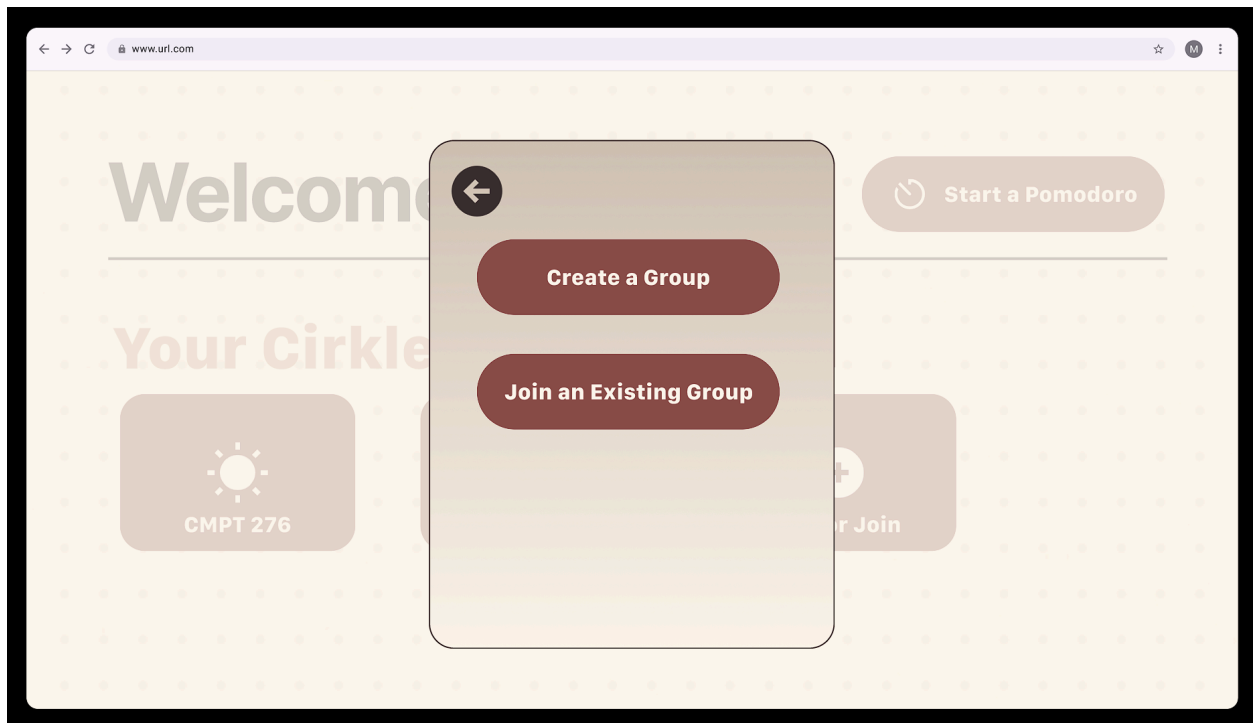 www.url.com
M
Welcome
Start a Pomodoro
Create a Group
Your Cirkle
Join an Existing Group
CMPT 276
r Join